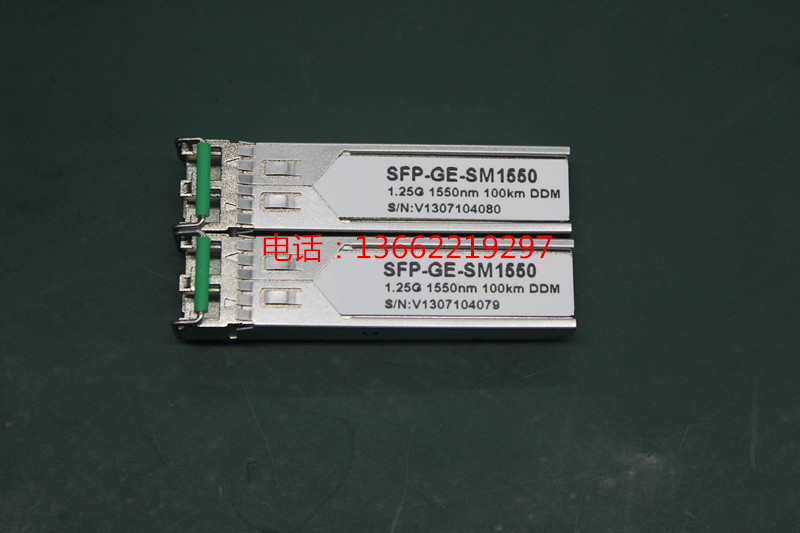 SFP-GE-SM1550
1.25G 1550nm 100km DDM
S/N:V1307104080
电话：13662219297
SFP-GE-SM1550
1.25G 1550nm 100km DDM
S/N:V1307104079